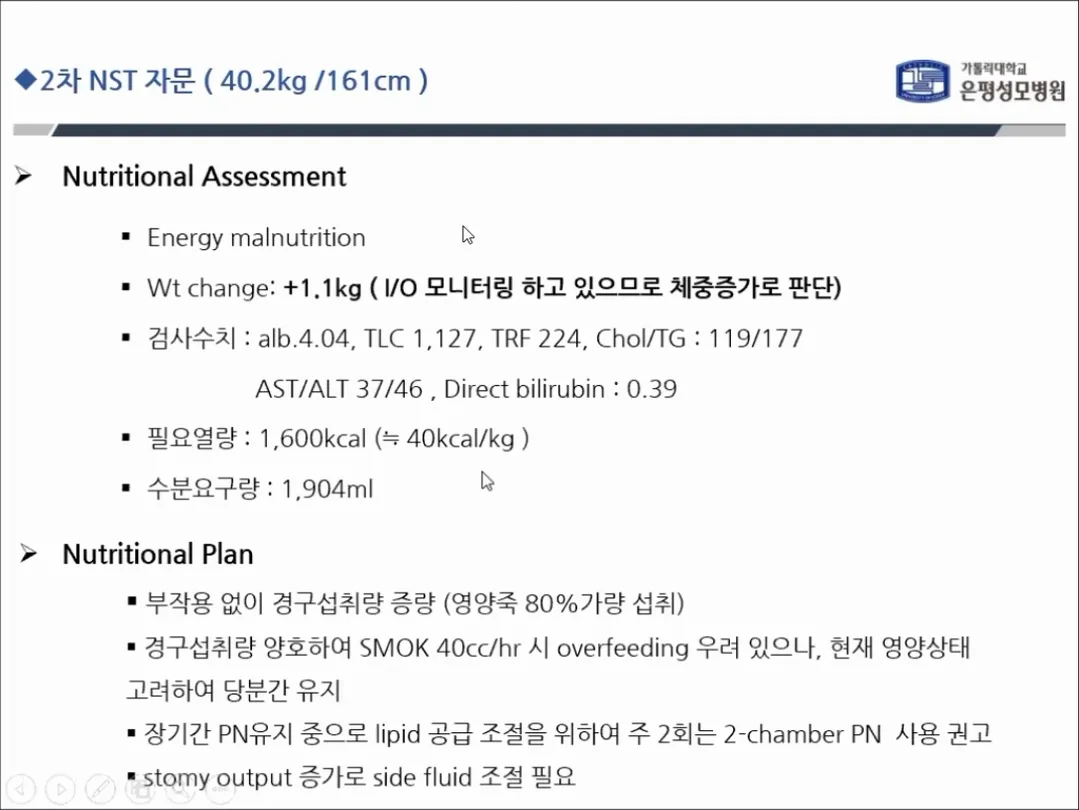 ◆2차 NST 자문 ( 40.2kg /161cm )
가톨릭대학교
은평성모병원
➢ Nutritional Assessment
▪ Energy malnutrition
▪ Wt change: +1.1kg ( I/O 모니터링 하고 있으므로 체중증가로 판단)
▪ 검사수치 : alb.4.04, TLC 1,127, TRF 224, Chol/TG : 119/177
AST/ALT 37/46 , Direct bilirubin : 0.39
▪ 필요열량 : 1,600kcal (≒ 40kcal/kg )
▪ 수분요구량 : 1,904ml
➢ Nutritional Plan
▪ 부작용 없이 경구섭취량 증량 (영양죽 80%가량 섭취)
▪ 경구섭취량 양호하여 SMOK 40cc/hr 시 overfeeding 우려 있으나, 현재 영양상태
고려하여 당분간 유지
▪ 장기간 PN유지 중으로 lipid 공급 조절을 위하여 주 2회는 2-chamber PN 사용 권고
▪ stomy output 증가로 side fluid 조절 필요